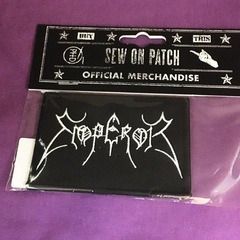 BUY THIS
SEW ON PATCH
OFFICIAL MERCHANDISE
EMPEROR